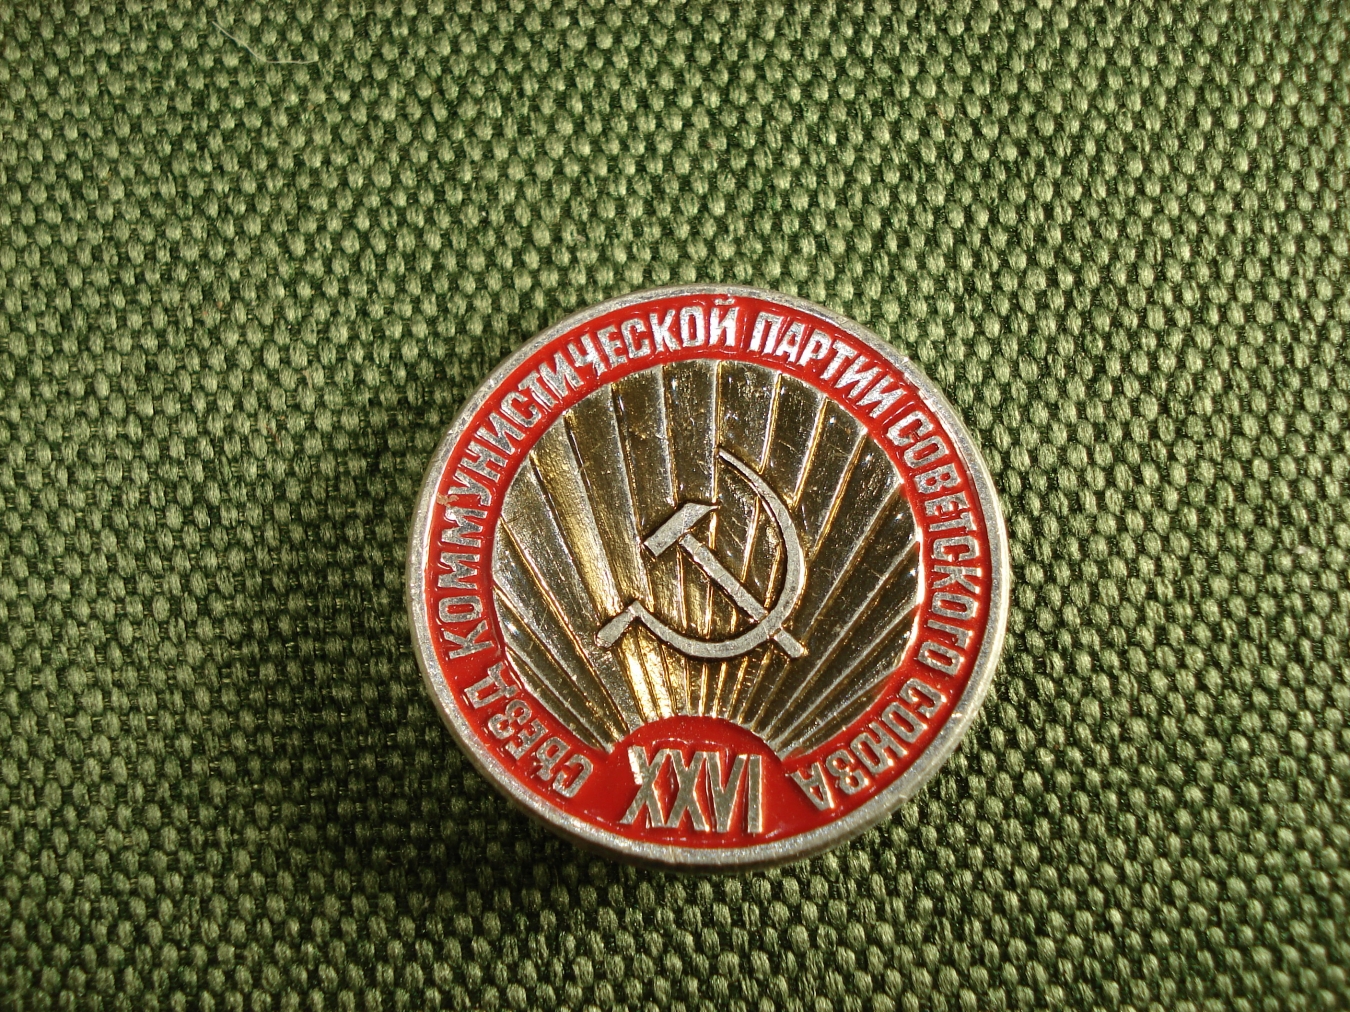 XXVI
СЪЕЗД КОММУНИСТИЧЕСКОЙ ПАРТИИ СОВЕТСКОГО СОЮЗА